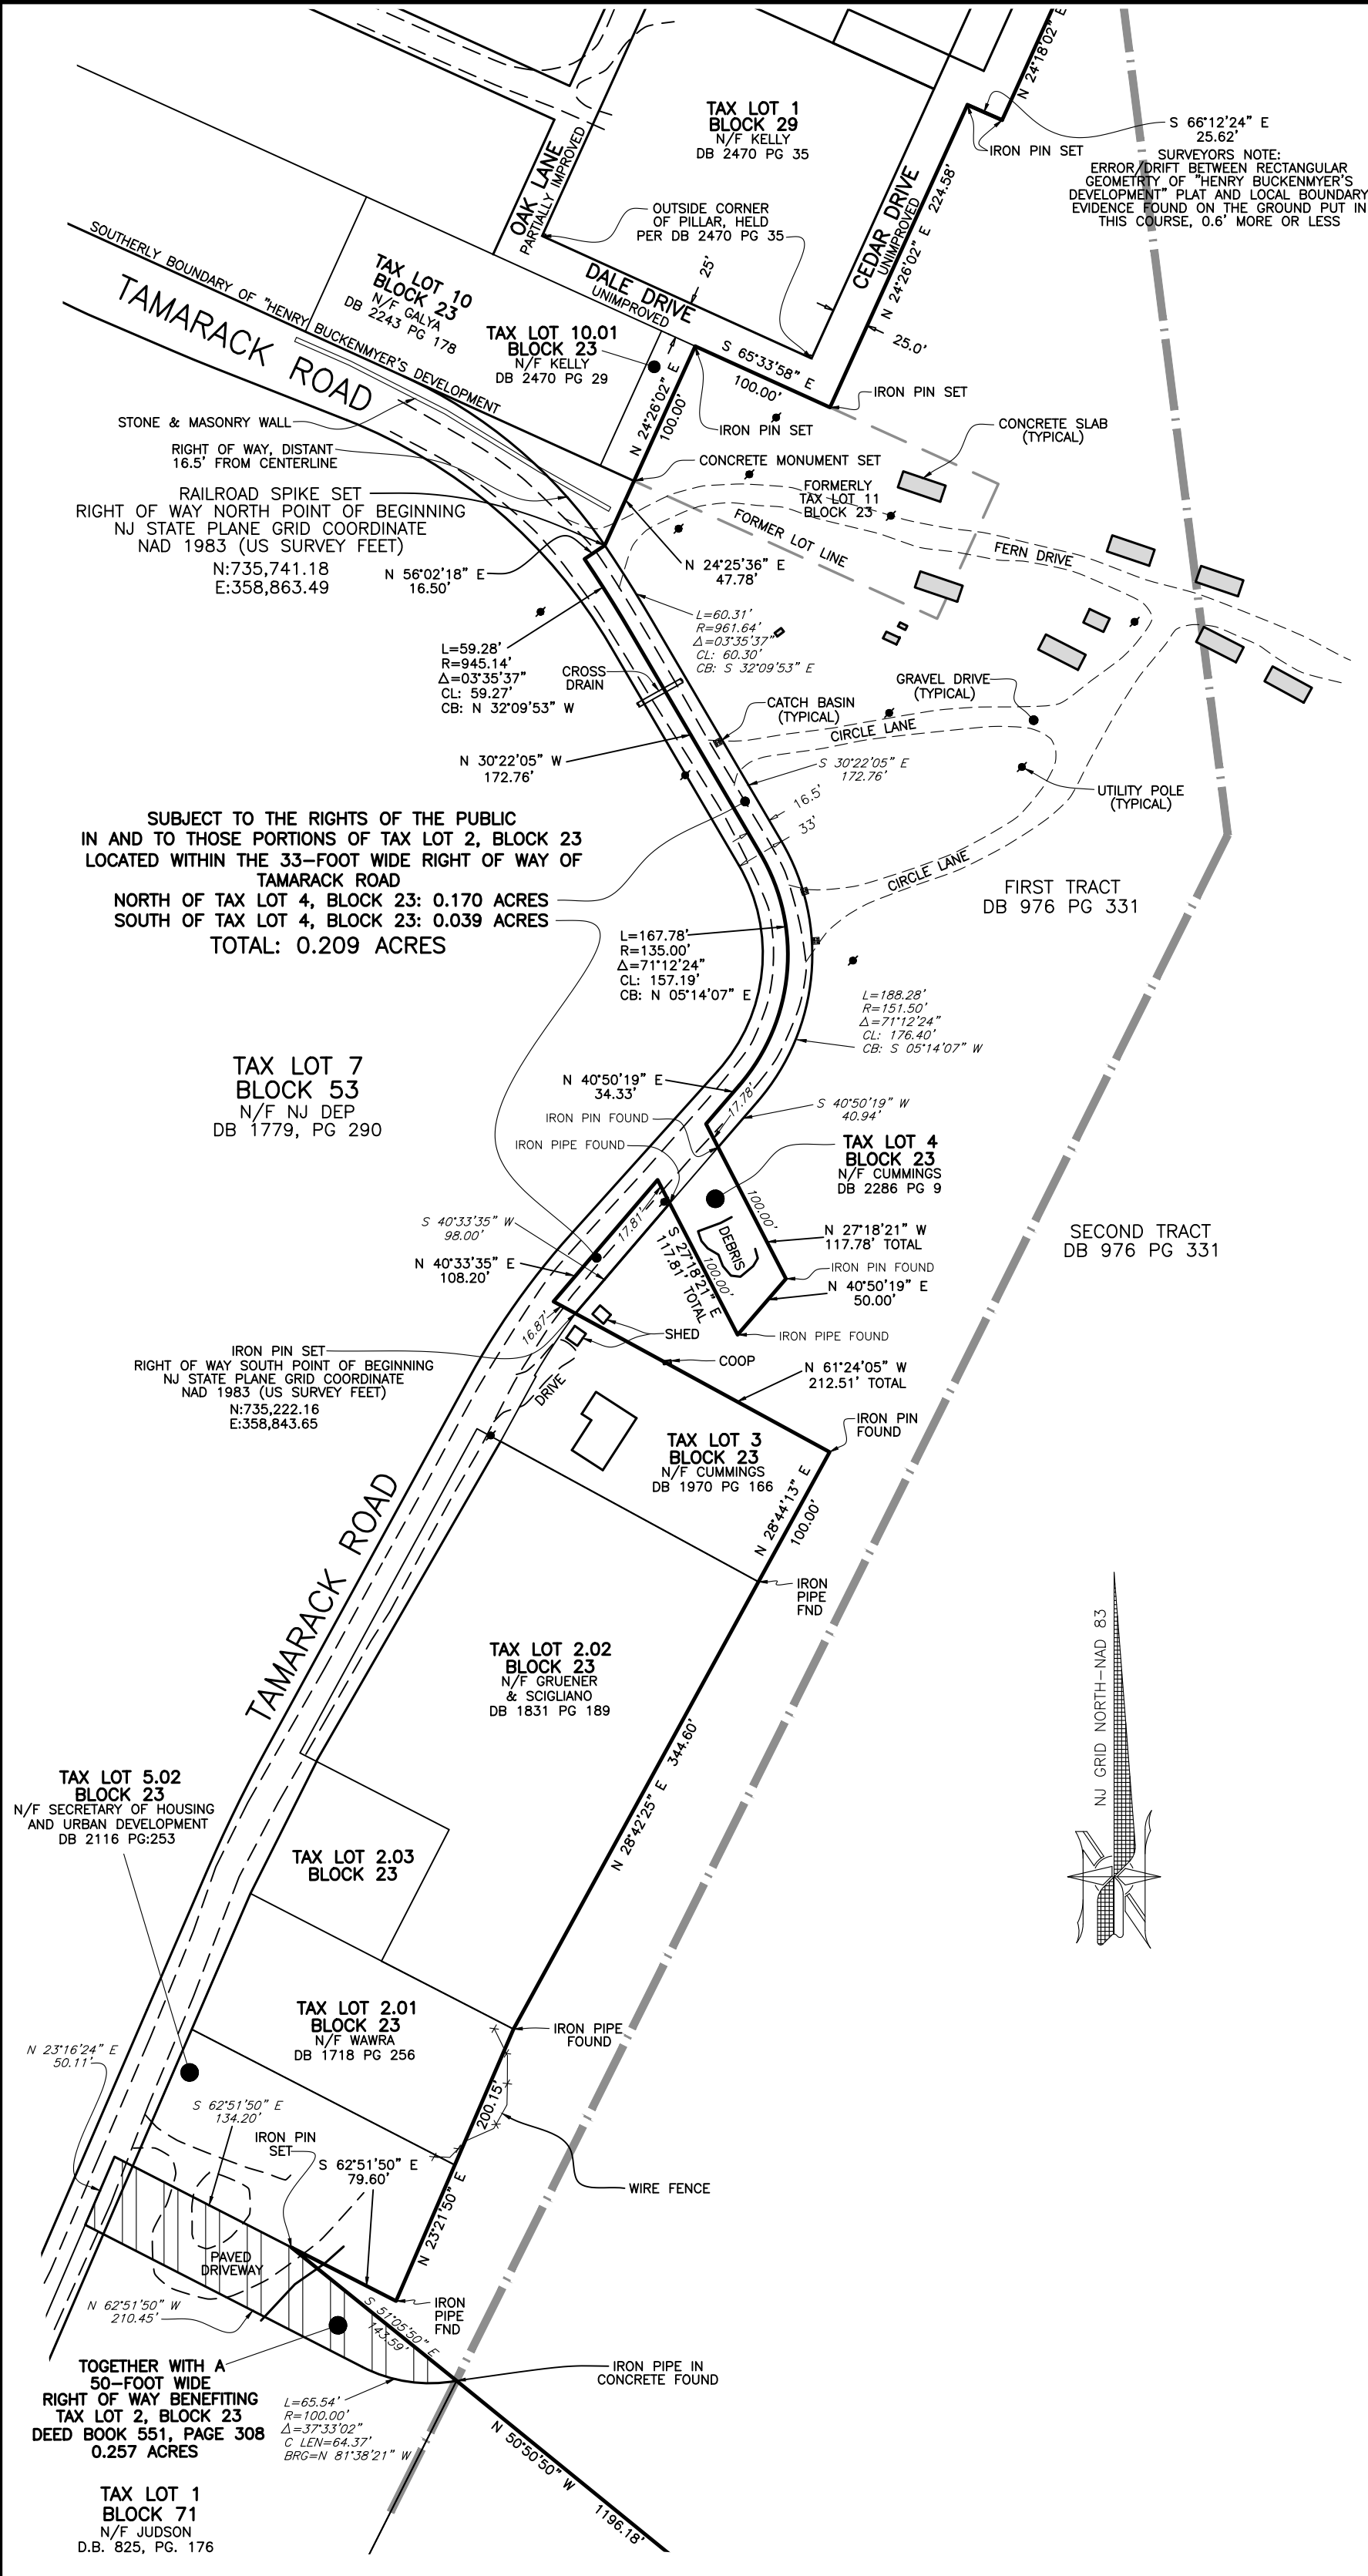 N 24°18'02" E
TAX LOT 1
BLOCK 29
N/F KELLY
DB 2470 PG 35
S 66°12'24" E
25.62'
IRON PIN SET
SURVEYORS NOTE:
ERROR/DRIFT BETWEEN RECTANGULAR
GEOMETRTY OF "HENRY BUCKENMYER'S
DEVELOPMENT" PLAT AND LOCAL BOUNDARY
EVIDENCE FOUND ON THE GROUND PUT IN
THIS COURSE, 0.6' MORE OR LESS
OAK LANE
PARTIALLY IMPROVED
OUTSIDE CORNER
OF PILLAR, HELD
PER DB 2470 PG 35
CEDAR DRIVE
UNIMPROVED
N 24°26'02" E 224.58'
25'
DALE DRIVE
UNIMPROVED
25.0'
SOUTHERLY BOUNDARY OF "HENRY BUCKENMYER'S DEVELOPMENT
TAMARACK ROAD
TAX LOT 10
BLOCK 23
N/F GALYA
DB 2243 PG 178
TAX LOT 10.01
BLOCK 23
N/F KELLY
DB 2470 PG 29
S 65°33'58" E
100.00'
N 24°26'02" E
100.00'
IRON PIN SET
IRON PIN SET
CONCRETE SLAB
(TYPICAL)
STONE & MASONRY WALL
RIGHT OF WAY, DISTANT
16.5' FROM CENTERLINE
CONCRETE MONUMENT SET
RAILROAD SPIKE SET
RIGHT OF WAY NORTH POINT OF BEGINNING
NJ STATE PLANE GRID COORDINATE
NAD 1983 (US SURVEY FEET)
N:735,741.18
E:358,863.49
FORMERLY
TAX LOT 11
BLOCK 23
FORMER LOT LINE
FERN DRIVE
N 56°02'18" E
16.50'
N 24°25'36" E
47.78'
L=60.31'
R=961.64'
Δ=03°35'37"
CL: 60.30'
CB: S 32°09'53" E
L=59.28'
R=945.14'
Δ=03°35'37"
CL: 59.27'
CB: N 32°09'53" W
CROSS
DRAIN
CATCH BASIN
(TYPICAL)
GRAVEL DRIVE
(TYPICAL)
CIRCLE LANE
N 30°22'05" W
172.76'
S 30°22'05" E
172.76'
UTILITY POLE
(TYPICAL)
16.5'
33'
SUBJECT TO THE RIGHTS OF THE PUBLIC
IN AND TO THOSE PORTIONS OF TAX LOT 2, BLOCK 23
LOCATED WITHIN THE 33-FOOT WIDE RIGHT OF WAY OF
TAMARACK ROAD
NORTH OF TAX LOT 4, BLOCK 23: 0.170 ACRES
SOUTH OF TAX LOT 4, BLOCK 23: 0.039 ACRES
TOTAL: 0.209 ACRES
CIRCLE LANE
FIRST TRACT
DB 976 PG 331
L=167.78'
R=135.00'
Δ=71°12'24"
CL: 157.19'
CB: N 05°14'07" E
L=188.28'
R=151.50'
Δ=71°12'24"
CL: 176.40'
CB: S 05°14'07" W
TAX LOT 7
BLOCK 53
N/F NJ DEP
DB 1779, PG 290
N 40°50'19" E
34.33'
17.78'
S 40°50'19" W
40.94'
IRON PIN FOUND
IRON PIPE FOUND
TAX LOT 4
BLOCK 23
N/F CUMMINGS
DB 2286 PG 9
100.00'
N 27°18'21" W
117.78' TOTAL
SECOND TRACT
DB 976 PG 331
S 40°33'35" W
98.00'
17.81'
DEBRIS
100.00'
S 27°18'21" E
117.81' TOTAL
N 40°33'35" E
108.20'
IRON PIN FOUND
N 40°50'19" E
50.00'
16.87'
SHED
IRON PIPE FOUND
COOP
IRON PIN SET
RIGHT OF WAY SOUTH POINT OF BEGINNING
NJ STATE PLANE GRID COORDINATE
NAD 1983 (US SURVEY FEET)
N:735,222.16
E:358,843.65
DRIVE
N 61°24'05" W
212.51' TOTAL
IRON PIN
FOUND
TAX LOT 3
BLOCK 23
N/F CUMMINGS
DB 1970 PG 166
N 28°44'13" E
100.00'
TAMARACK ROAD
IRON
PIPE
FND
TAX LOT 2.02
BLOCK 23
N/F GRUENER
& SCIGLIANO
DB 1831 PG 189
N 28°42'25" E 344.60'
NJ GRID NORTH-NAD 83
TAX LOT 5.02
BLOCK 23
N/F SECRETARY OF HOUSING
AND URBAN DEVELOPMENT
DB 2116 PG:253
TAX LOT 2.03
BLOCK 23
TAX LOT 2.01
BLOCK 23
N/F WAWRA
DB 1718 PG 256
IRON PIPE
FOUND
N 23°16'24" E
50.11'
S 62°51'50" E
134.20'
IRON PIN
SET
S 62°51'50" E
79.60'
N 23°21'50" E
200.15'
WIRE FENCE
PAVED
DRIVEWAY
N 62°51'50" W
210.45'
S 51°05'50" E
143.59'
IRON
PIPE
FND
TOGETHER WITH A
50-FOOT WIDE
RIGHT OF WAY BENEFITING
TAX LOT 2, BLOCK 23
DEED BOOK 551, PAGE 308
0.257 ACRES
L=65.54'
R=100.00'
Δ=37°33'02"
C LEN=64.37'
BRG=N 81°38'21" W
IRON PIPE IN
CONCRETE FOUND
N 50°50'50" W
1196.18'
TAX LOT 1
BLOCK 71
N/F JUDSON
D.B. 825, PG. 176